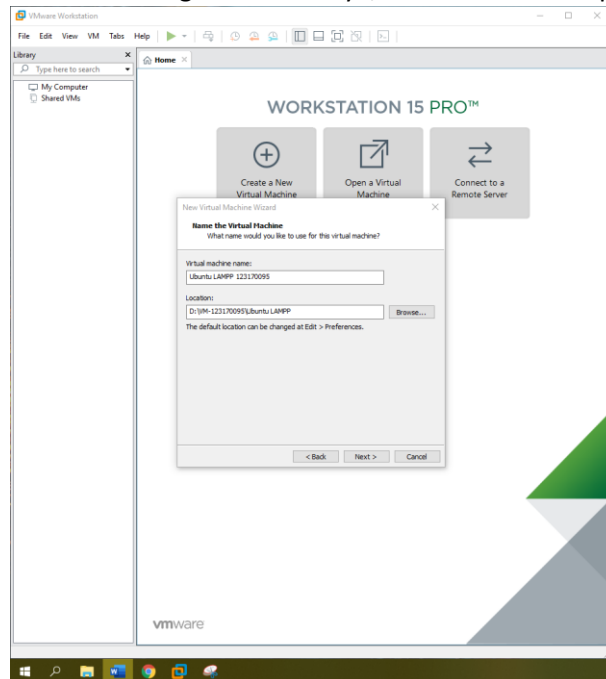 VMware Workstation
File Edit View VM Tabs Help
Library
Home
Type here to search
My Computer
Shared VMs
WORKSTATION 15 PRO™
Create a New
Virtual Machine
Open a Virtual
Machine
Connect to a
Remote Server
New Virtual Machine Wizard
Name the Virtual Machine
What name would you like to use for this virtual machine?
Virtual machine name:
Ubuntu LAMPP 123170095
Location:
D:\VM-123170095\Ubuntu LAMPP
Browse...
The default location can be changed at Edit > Preferences.
< Back Next > Cancel
vmware